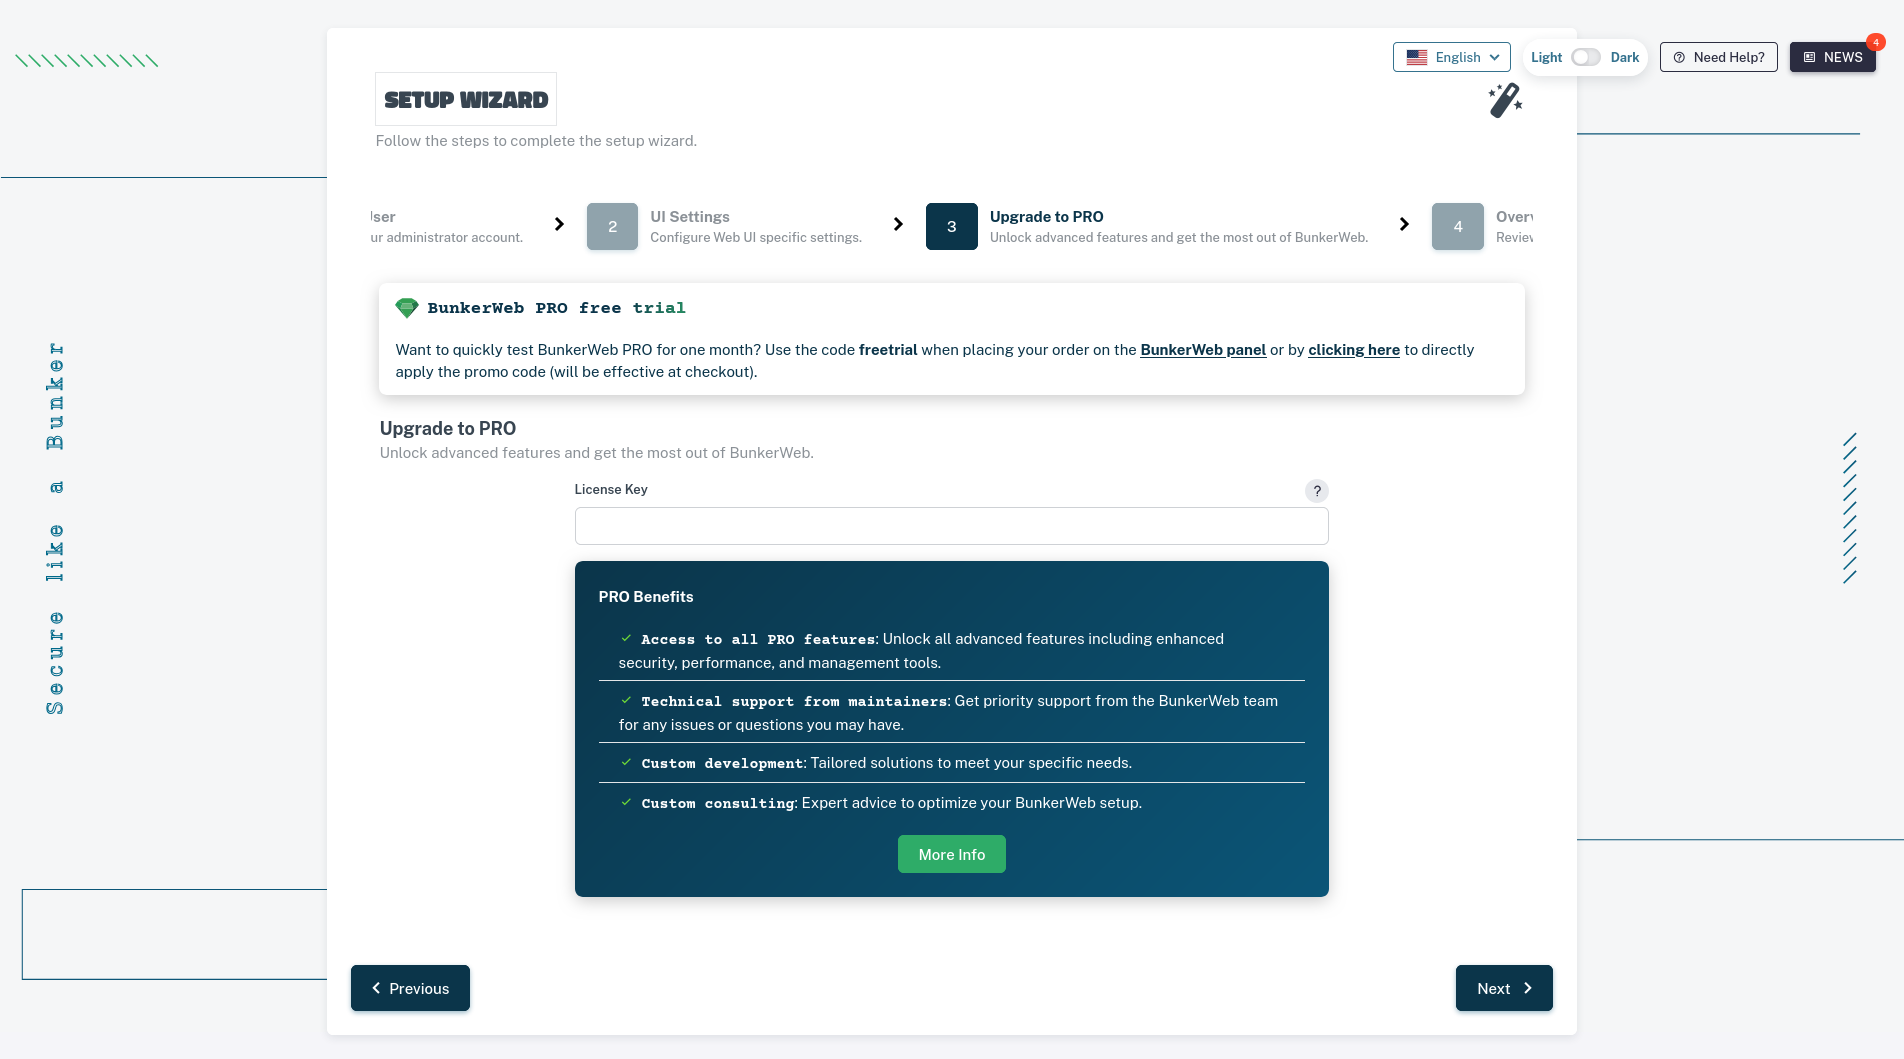 English
Light
Dark
Need Help?
NEWS
4
SETUP WIZARD
Follow the steps to complete the setup wizard.
ur administrator account.
2
UI Settings
Configure Web UI specific settings.
3
Upgrade to PRO
Unlock advanced features and get the most out of BunkerWeb.
4
BunkerWeb PRO free trial
Want to quickly test BunkerWeb PRO for one month? Use the code freetrial when placing your order on the BunkerWeb panel or by clicking here to directly
apply the promo code (will be effective at checkout).
Upgrade to PRO
Unlock advanced features and get the most out of BunkerWeb.
License Key
?
PRO Benefits
Access to all PRO features: Unlock all advanced features including enhanced
security, performance, and management tools.
Technical support from maintainers: Get priority support from the BunkerWeb team
for any issues or questions you may have.
Custom development: Tailored solutions to meet your specific needs.
Custom consulting: Expert advice to optimize your BunkerWeb setup.
More Info
Previous
Next
Secure like a Bunker